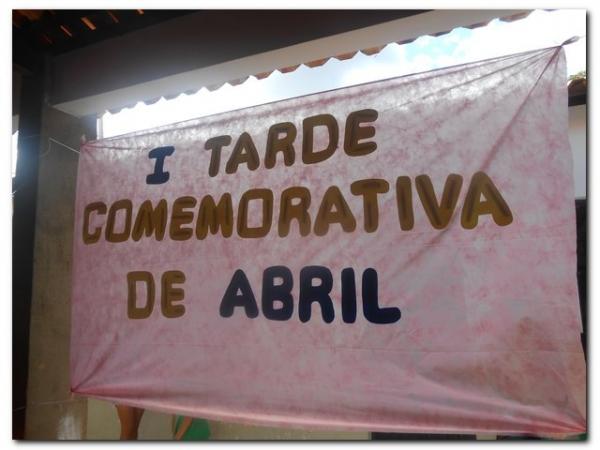 I TARDE
COMEMORATIVA
DE ABRIL